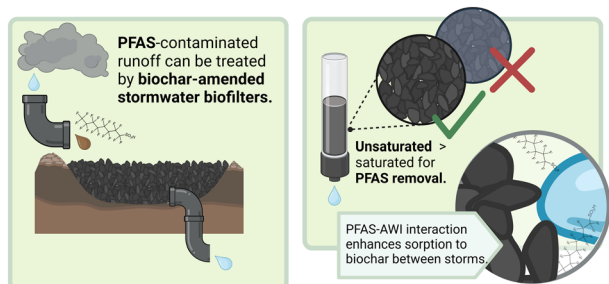 PFAS-contaminated
runoff can be treated
by biochar-amended
stormwater biofilters.
Unsaturated >
saturated for
PFAS removal.
PFAS-AWI interaction
enhances sorption to
biochar between storms.